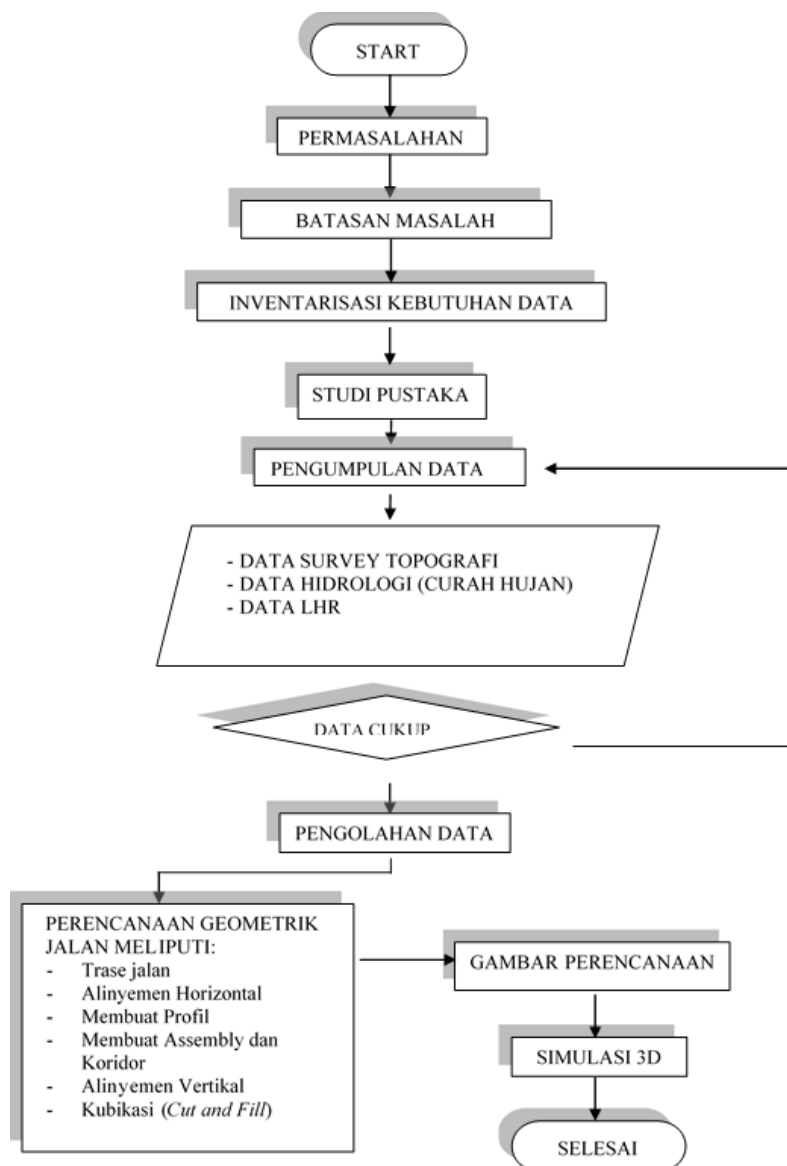 START
PERMASALAHAN
BATASAN MASALAH
INVENTARISASI KEBUTUHAN DATA
STUDI PUSTAKA
PENGUMPULAN DATA
- DATA SURVEY TOPOGRAFI
- DATA HIDROLOGI (CURAH HUJAN)
- DATA LHR
DATA CUKUP
PENGOLAHAN DATA
PERENCANAAN GEOMETRIK
JALAN MELIPUTI:
- Trase jalan
- Alinyemen Horizontal
- Membuat Profil
- Membuat Assembly dan
Koridor
- Alinyemen Vertikal
- Kubikasi (Cut and Fill)
GAMBAR PERENCANAAN
SIMULASI 3D
SELESAI